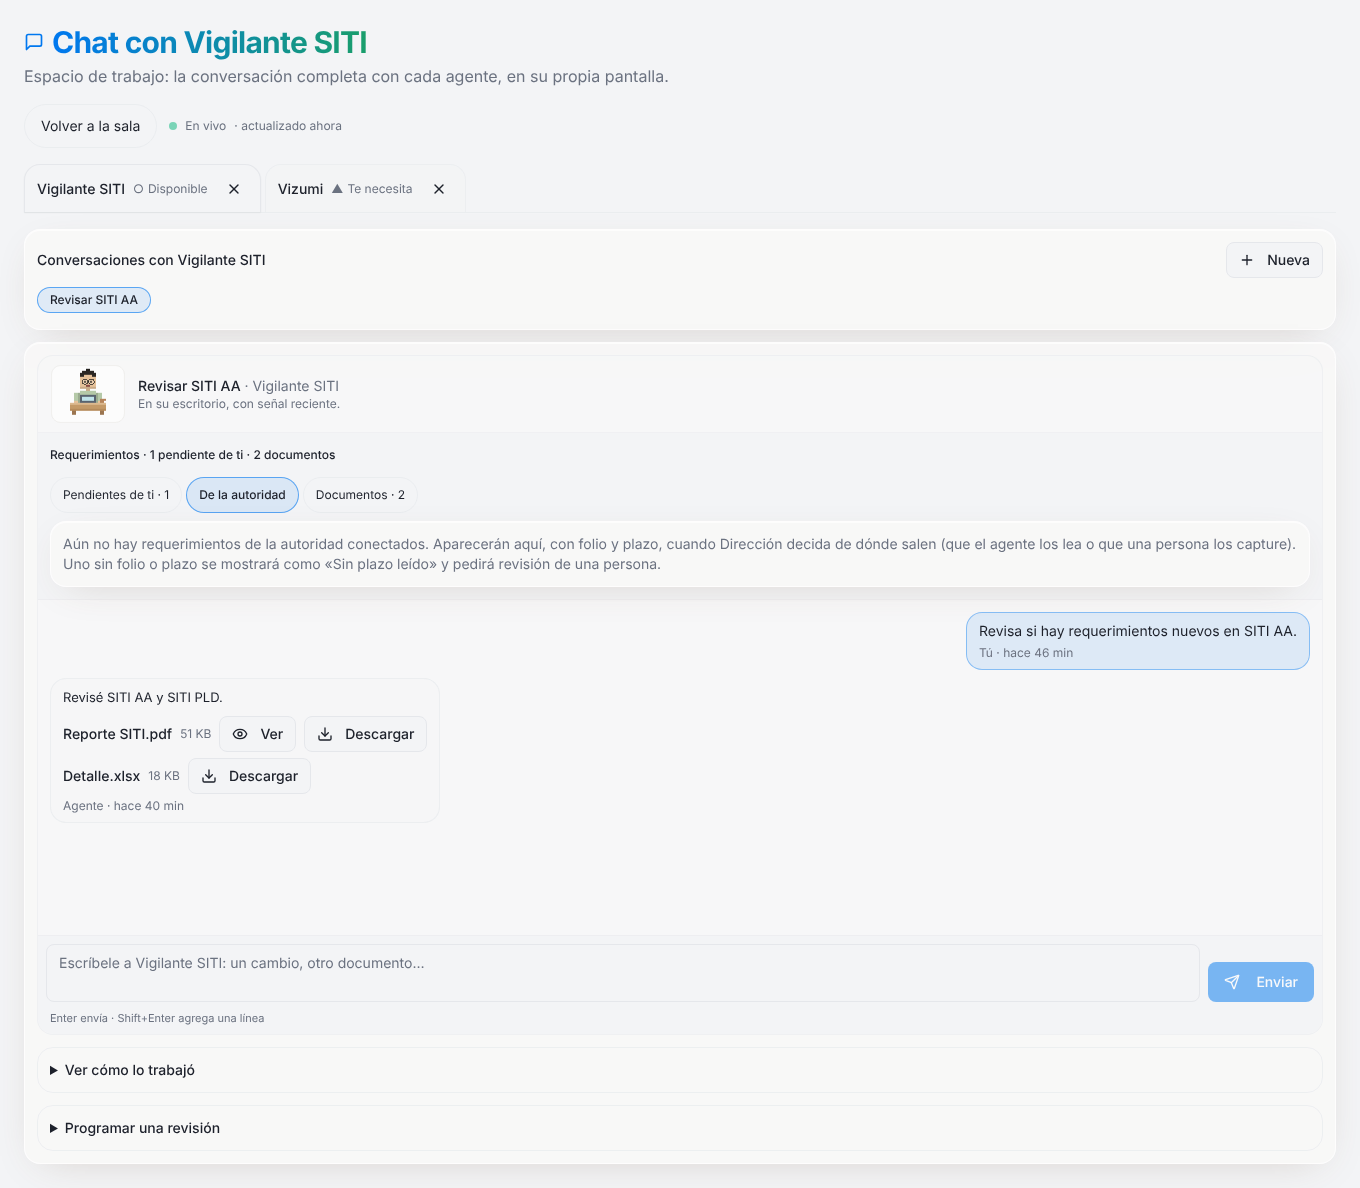 Chat con Vigilante SITI
Espacio de trabajo: la conversación completa con cada agente, en su propia pantalla.
Volver a la sala
En vivo · actualizado ahora
Vigilante SITI Disponible
Vizumi Te necesita
Conversaciones con Vigilante SITI
Nueva
Revisar SITI AA
Revisar SITI AA · Vigilante SITI
En su escritorio, con señal reciente.
Requerimientos · 1 pendiente de ti · 2 documentos
Pendientes de ti · 1
De la autoridad
Documentos · 2
Aún no hay requerimientos de la autoridad conectados. Aparecerán aquí, con folio y plazo, cuando Dirección decida de dónde salen (que el agente los lea o que una persona los capture).
Uno sin folio o plazo se mostrará como «Sin plazo leído» y pedirá revisión de una persona.
Revisa si hay requerimientos nuevos en SITI AA.
Tú · hace 46 min
Revisé SITI AA y SITI PLD.
Reporte SITI.pdf 51 KB Ver Descargar
Detalle.xlsx 18 KB Descargar
Agente · hace 40 min
Escríbele a Vigilante SITI: un cambio, otro documento...
Enviar
Enter envía · Shift+Enter agrega una línea
Ver cómo lo trabajó
Programar una revisión